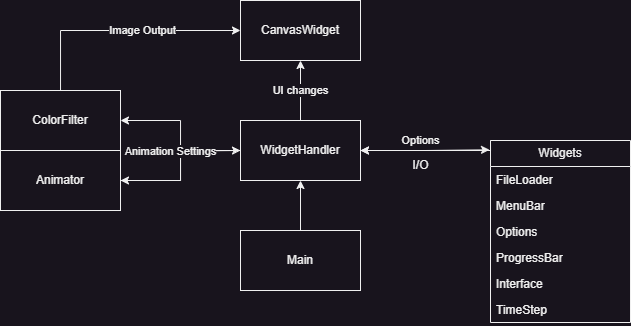 Image Output
CanvasWidget
UI changes
ColorFilter
Animation Settings
Animator
WidgetHandler
Options
I/O
Main
Widgets
FileLoader
MenuBar
Options
ProgressBar
Interface
TimeStep